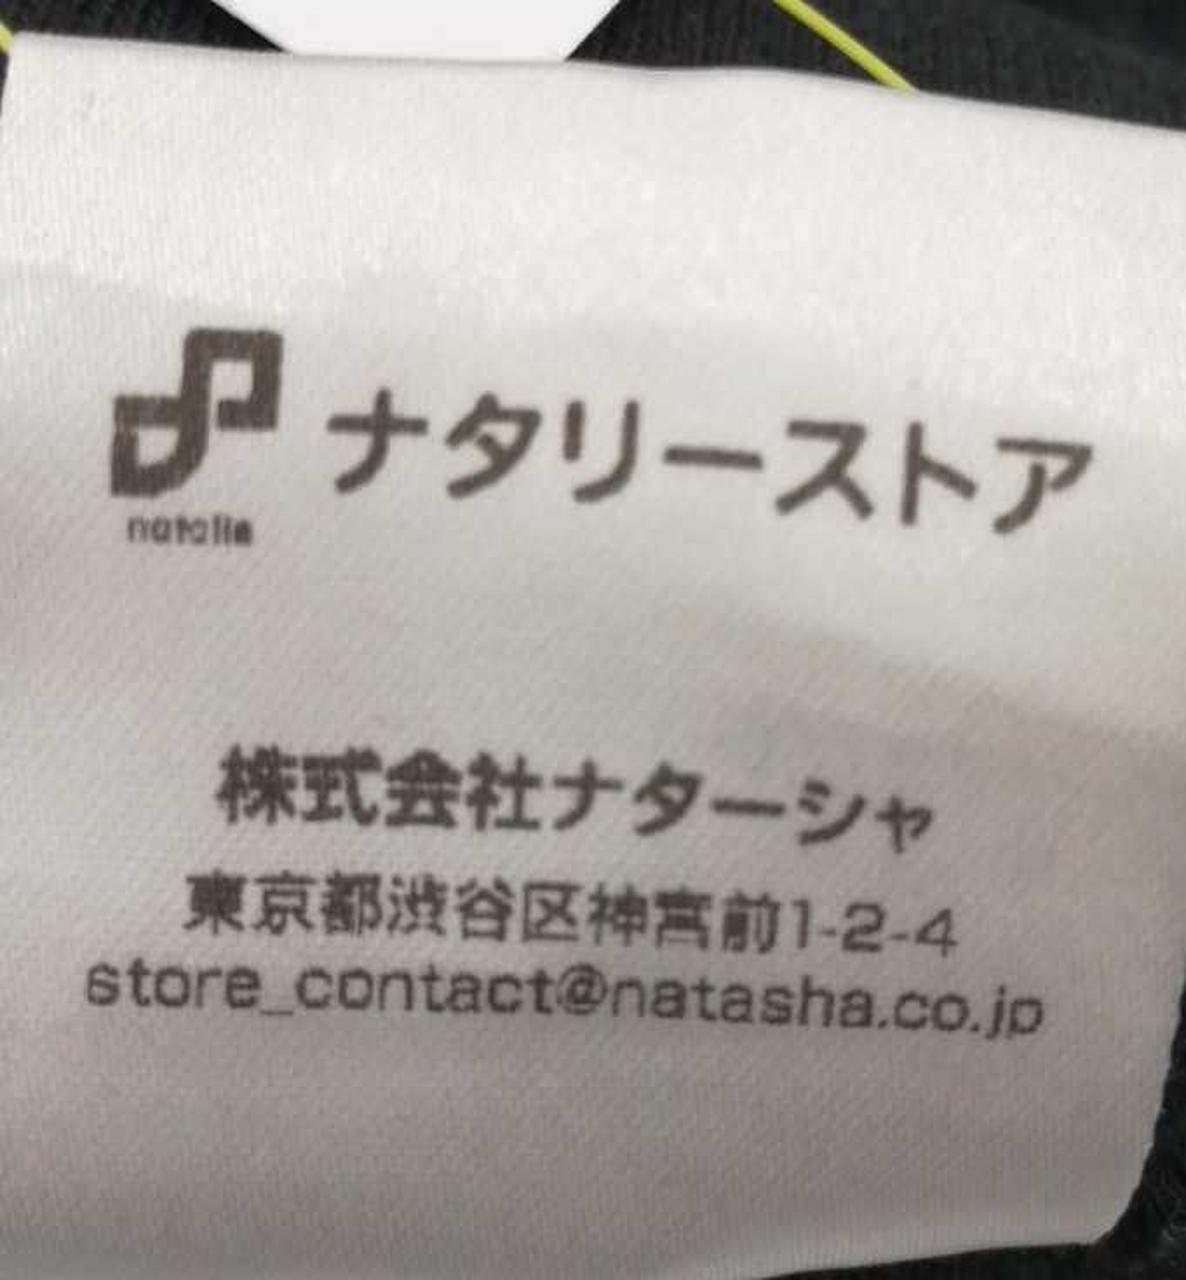 ナタリーストア
natalie
株式会社ナターシャ
東京都渋谷区神宮前1-2-4
store_contact@natasha.co.jp